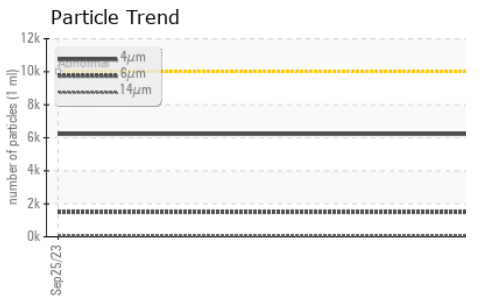 Particle Trend
number of particles (1 ml)
12k
10k
8k
6k
4k
2k
0k
Abnormal
4μm
6μm
14μm
Sep25/23